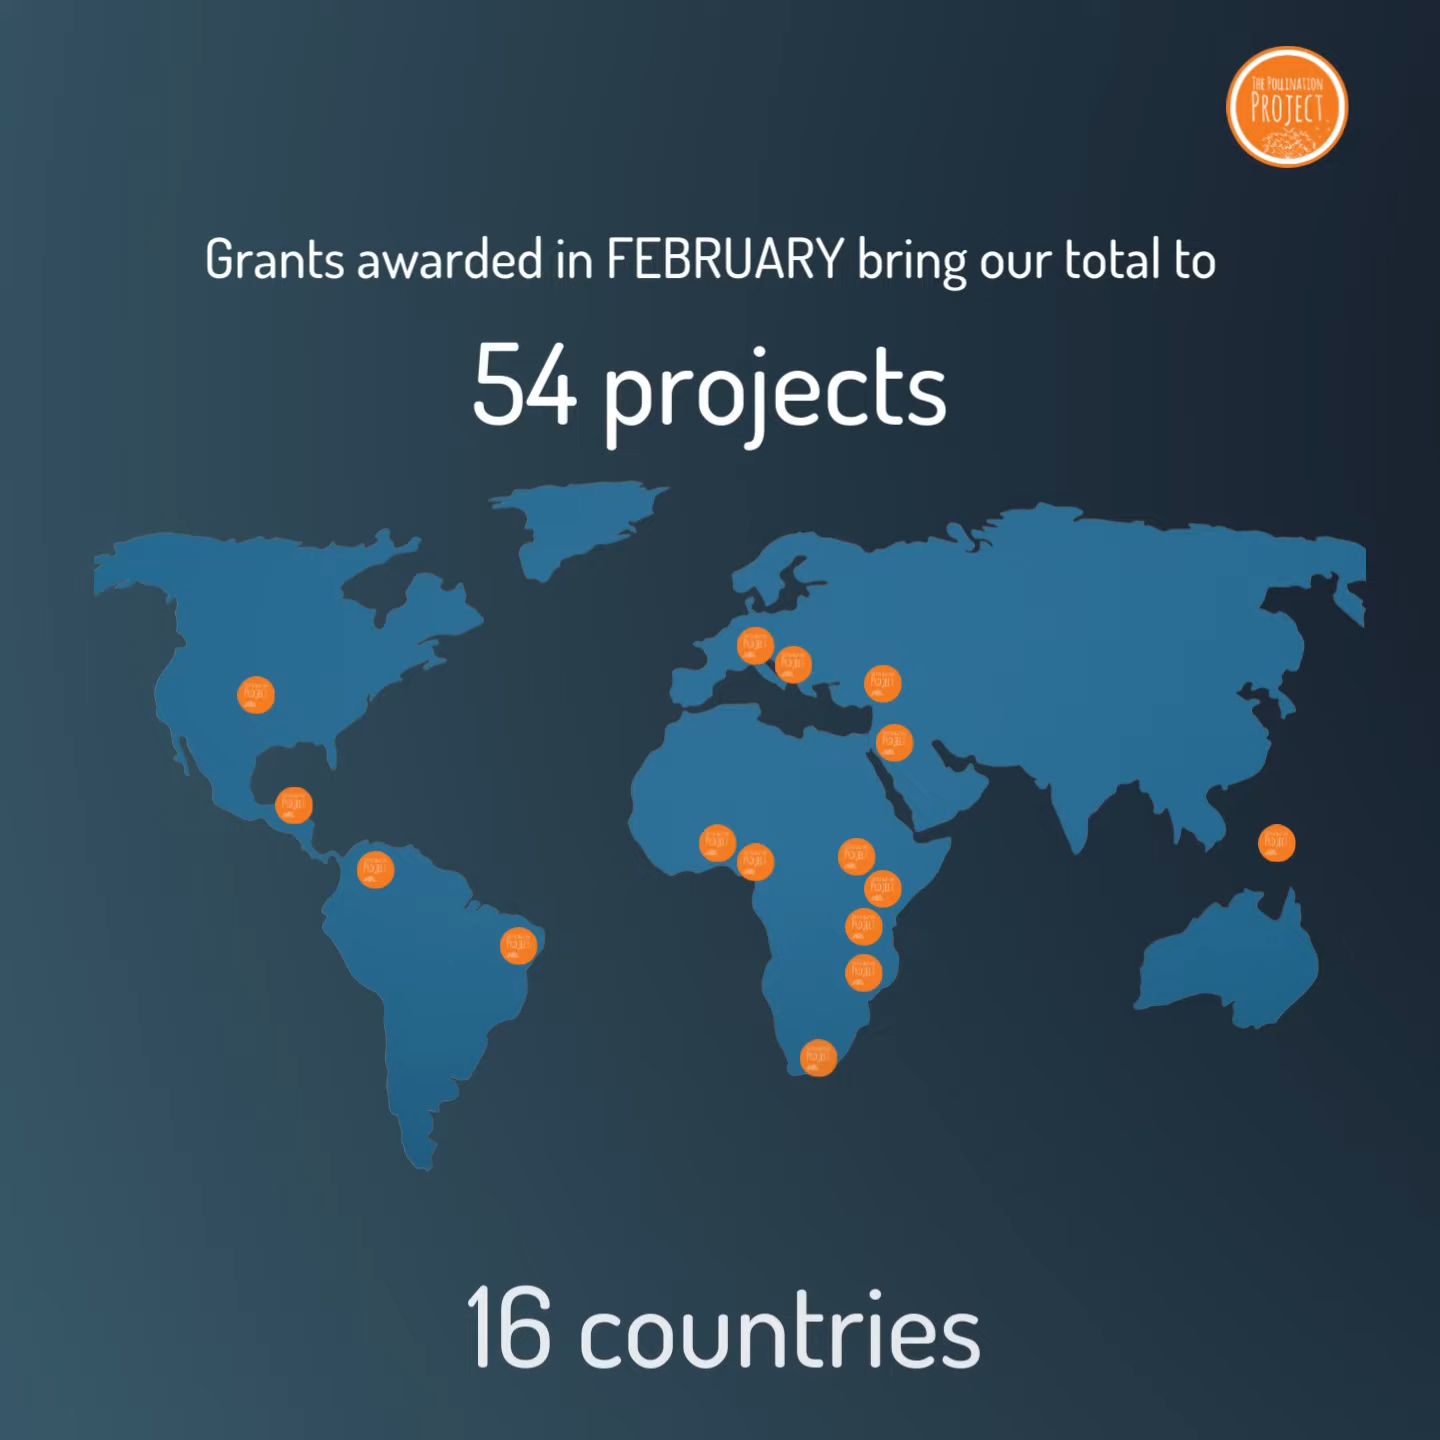 THE POLLINATION
PROJECT
Grants awarded in FEBRUARY bring our total to
54 projects
16 countries